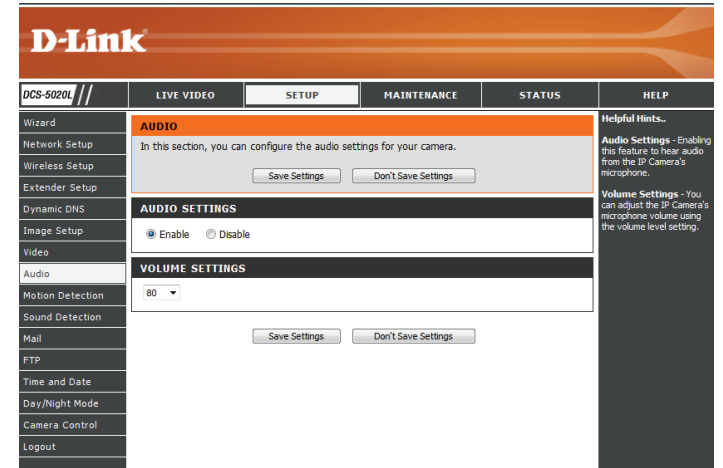 D-Link
DCS-5020L //
LIVE VIDEO
SETUP
MAINTENANCE
STATUS
HELP
Wizard
Network Setup
Wireless Setup
Extender Setup
Dynamic DNS
Image Setup
Video
Audio
Motion Detection
Sound Detection
Mail
FTP
Time and Date
Day/Night Mode
Camera Control
Logout
AUDIO
In this section, you can configure the audio settings for your camera.
Save Settings
Don't Save Settings
AUDIO SETTINGS
Enable
Disable
VOLUME SETTINGS
80
Save Settings
Don't Save Settings
Helpful Hints..
Audio Settings - Enabling
this feature to hear audio
from the IP Camera's
microphone.
Volume Settings - You
can adjust the IP Camera's
microphone volume using
the volume level setting.